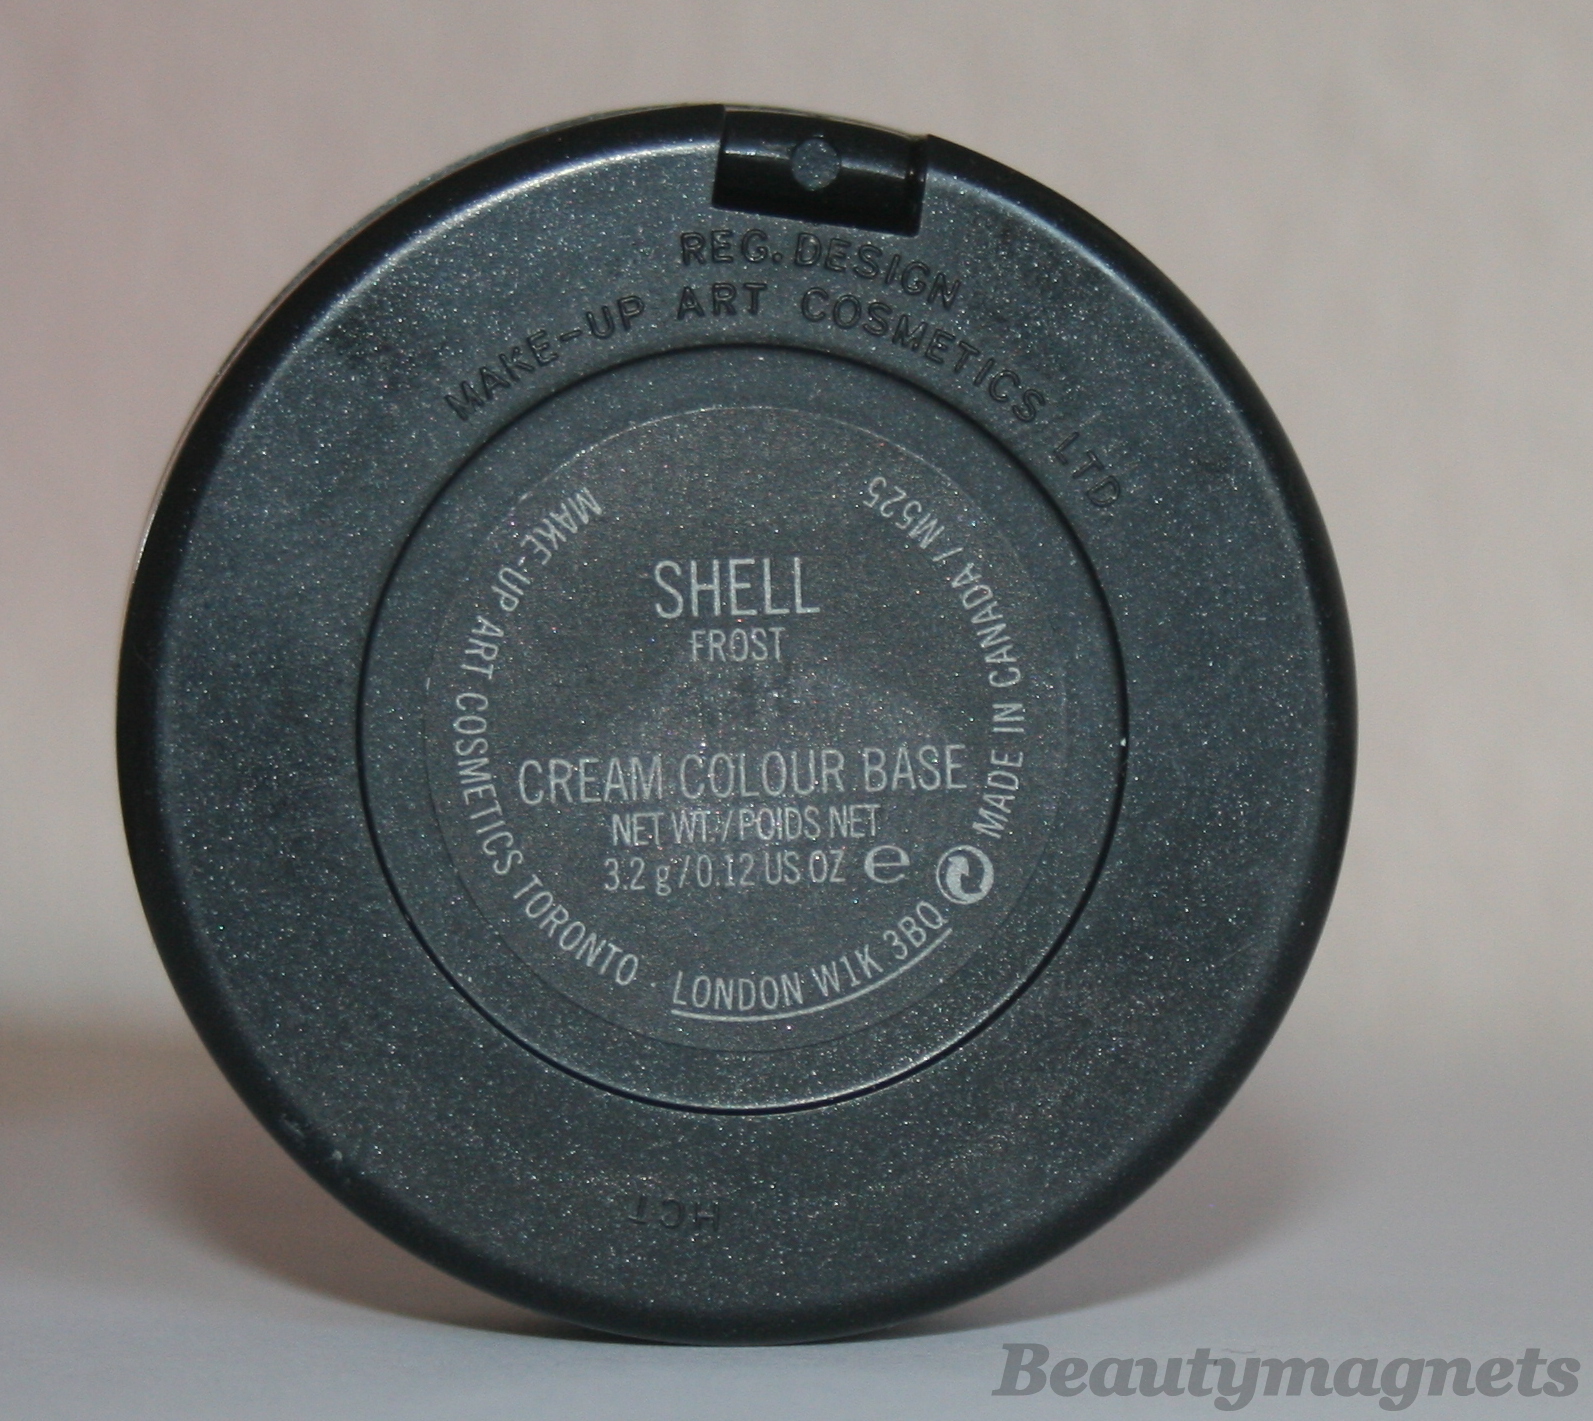 REG. DESIGN
MAKE-UP ART COSMETICS LTD
SHELL
FROST
CREAM COLOUR BASE
NET WT./POIDS NET
3.2 g/0.12 US OZ e
MAKE-UP ART COSMETICS TORONTO · LONDON W1K 3BQ
MADE IN CANADA / M525
HCT
Beautymagnets